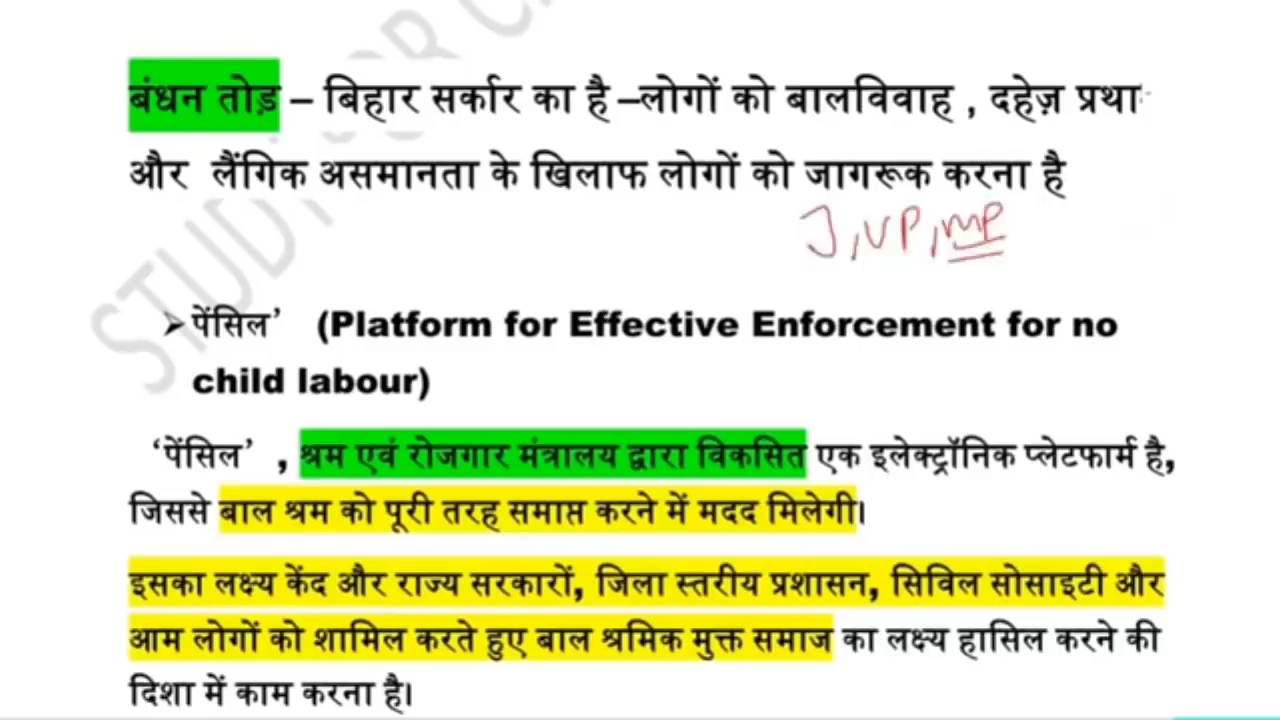 बंधन तोड़ – बिहार सर्कार का है –लोगों को बालविवाह , दहेज़ प्रथा
और लैंगिक असमानता के खिलाफ लोगों को जागरूक करना है
J, UP, MP
➤ पेंसिल’ (Platform for Effective Enforcement for no
child labour)
‘पेंसिल’ , श्रम एवं रोजगार मंत्रालय द्वारा विकसित एक इलेक्ट्रॉनिक प्लेटफार्म है,
जिससे बाल श्रम को पूरी तरह समाप्त करने में मदद मिलेगी।
इसका लक्ष्य केंद और राज्य सरकारों, जिला स्तरीय प्रशासन, सिविल सोसाइटी और
आम लोगों को शामिल करते हुए बाल श्रमिक मुक्त समाज का लक्ष्य हासिल करने की
दिशा में काम करना है।
STUDY FOR